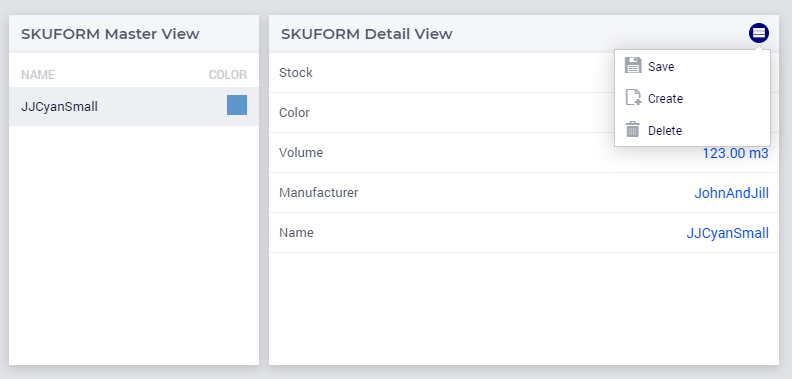 SKUFORM Master View
NAME COLOR
JJCyanSmall
SKUFORM Detail View
Stock
Color
Volume 123.00 m3
Manufacturer JohnAndJill
Name JJCyanSmall
Save
Create
Delete